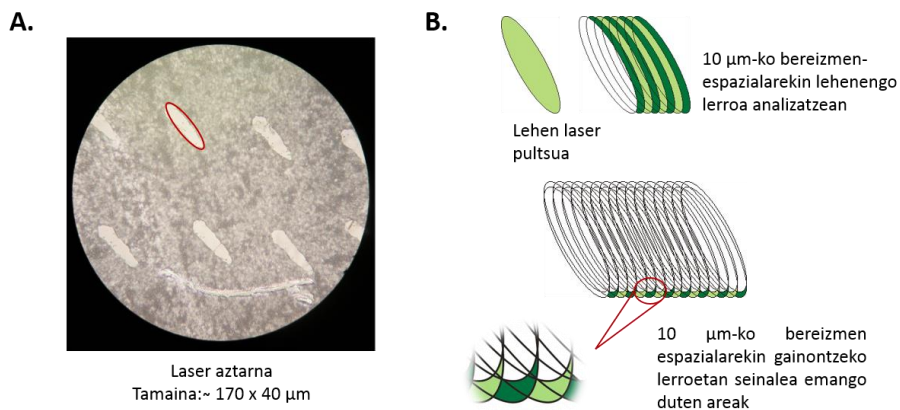 A.
Laser aztarna
Tamaina:~ 170 x 40 µm
B.
Lehen laser
pultsua
10 µm-ko bereizmen-
espazialarekin lehenengo
lerroa analizatzean
10 µm-ko bereizmen
espazialarekin gainontzeko
lerroetan seinalea emango
duten areak